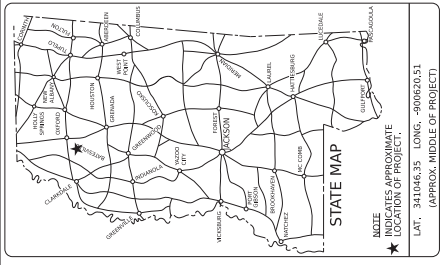 CORINTH
FULTON
ABERDEEN
COLUMBUS
TUPELO
WEST
POINT
NEW
ALBANY
HOUSTON
HOLLY
SPRINGS
OXFORD
GRENADA
KOSCIUSKO
BATESVILLE
GREENWOOD
CLARKSDALE
INDIANOLA
GREENVILLE
YAZOO
CITY
MERIDIAN
LAUREL
HATTIESBURG
LUCEDALE
PASCAGOULA
GULFPORT
FOREST
JACKSON
VICKSBURG
PORT
GIBSON
BROOKHAVEN
MC COMB
NATCHEZ
STATE MAP
NOTE
INDICATES APPROXIMATE
LOCATION OF PROJECT.
LAT. 341046.35 LONG. -900620.51
(APPROX. MIDDLE OF PROJECT)